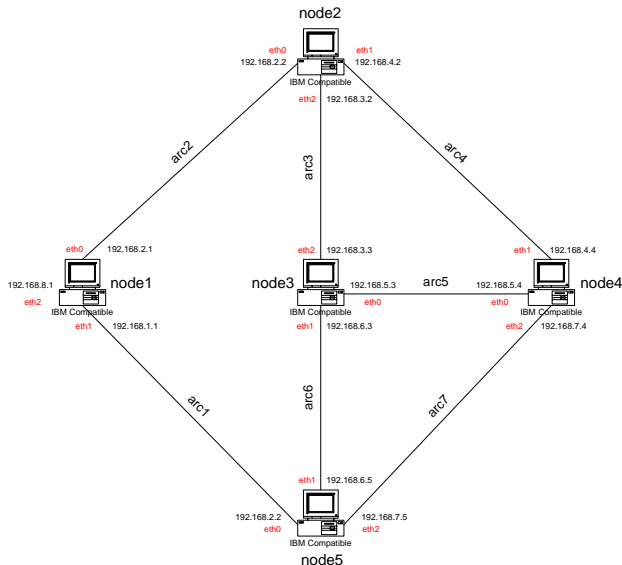 node2
eth0
eth1
192.168.2.2
192.168.4.2
IBM Compatible
eth2
192.168.3.2
arc2
arc3
arc4
eth0
192.168.2.1
eth2
192.168.3.3
eth1
192.168.4.4
192.168.8.1
eth2
node1
IBM Compatible
eth1
192.168.1.1
node3
192.168.5.3
eth0
IBM Compatible
eth1
192.168.6.3
arc5
192.168.5.4
eth0
node4
IBM Compatible
eth2
192.168.7.4
arc1
arc6
arc7
eth1
192.168.6.5
192.168.2.2
eth0
192.168.7.5
eth2
IBM Compatible
node5